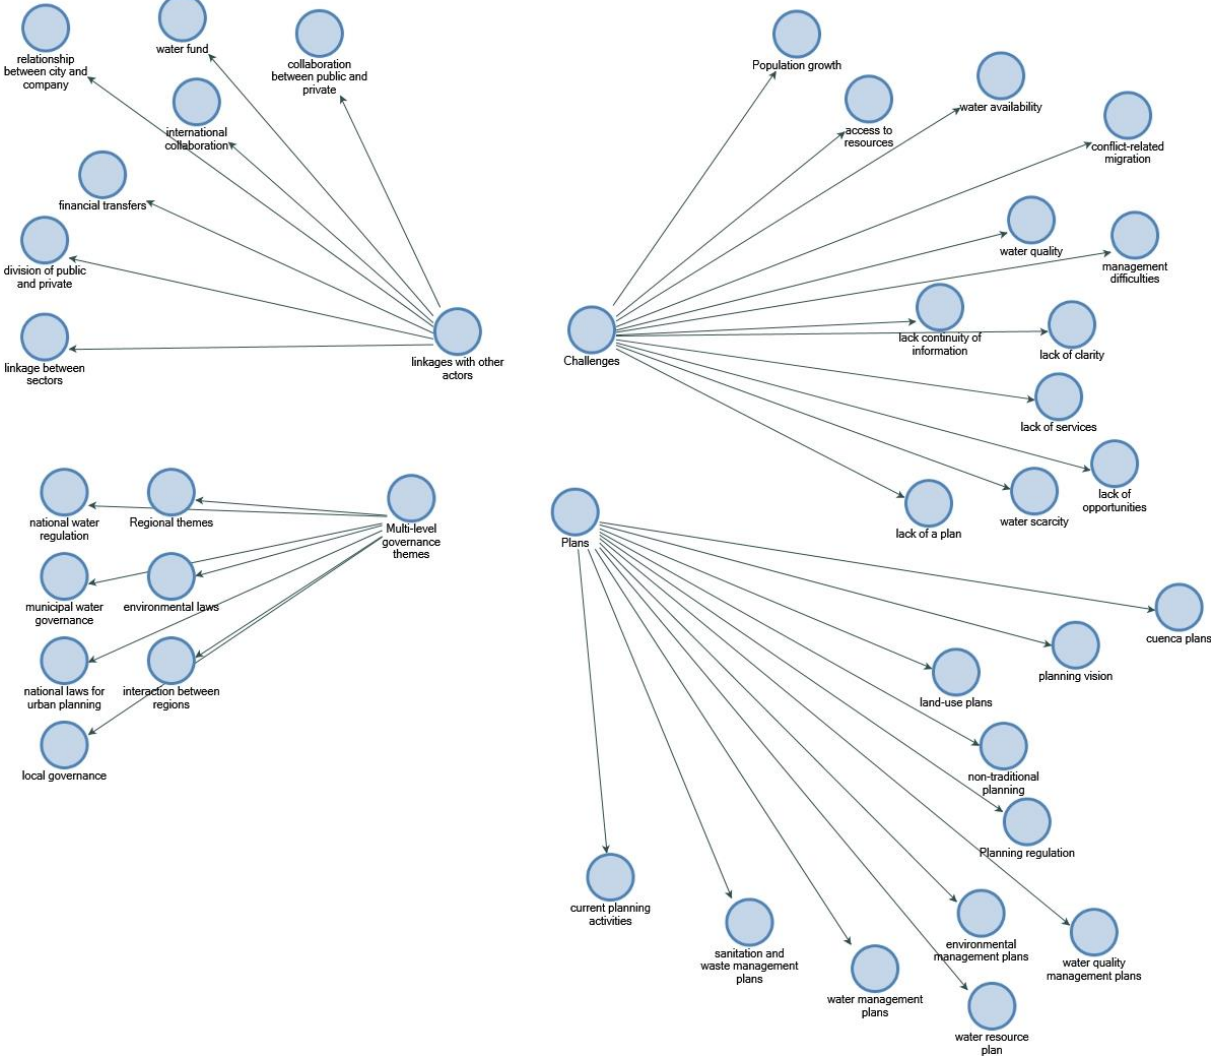 relationship
between city and
company
water fund
collaboration
between public and
private
international
collaboration
financial transfers
division of public
and private
linkage between
sectors
linkages with other
actors
Population growth
access to
resources
water availability
conflict-related
migration
water quality
management
difficulties
lack continuity of
information
lack of clarity
Challenges
lack of services
lack of
opportunities
water scarcity
lack of a plan
national water
regulation
Regional themes
Multi-level
governance
themes
municipal water
governance
environmental laws
national laws for
urban planning
interaction between
regions
local governance
Plans
cuenca plans
planning vision
land-use plans
non-traditional
planning
Planning regulation
current planning
activities
sanitation and
waste management
plans
water management
plans
environmental
management plans
water quality
management plans
water resource
plan